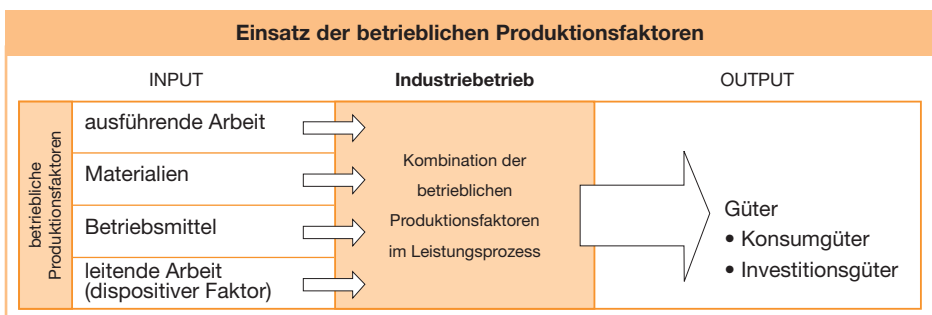 Einsatz der betrieblichen Produktionsfaktoren
INPUT
Industriebetrieb
OUTPUT
betriebliche
Produktionsfaktoren
ausführende Arbeit
Materialien
Betriebsmittel
leitende Arbeit
(dispositiver Faktor)
Kombination der
betrieblichen
Produktionsfaktoren
im Leistungsprozess
Güter
• Konsumgüter
• Investitionsgüter